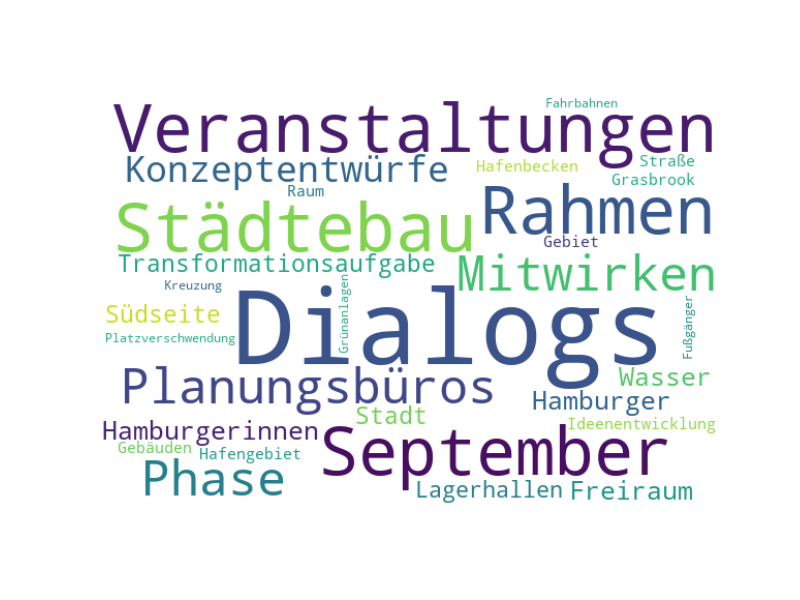 Fahrbahnen
Veranstaltungen
Konzeptentwürfe
Hafenbecken
Straße
Grasbrook
Raum
Städtebau
Rahmen
Gebiet
Transformationsaufgabe
Mitwirken
Kreuzung
Grünanlagen
Dialogs
Fußgänger
Südseite
Platzverschwendung
Planungsbüros
Wasser
Hamburger
Stadt
Ideenentwicklung
Hamburgerinnen
September
Gebäuden
Hafengebiet
Phase
Lagerhallen
Freiraum